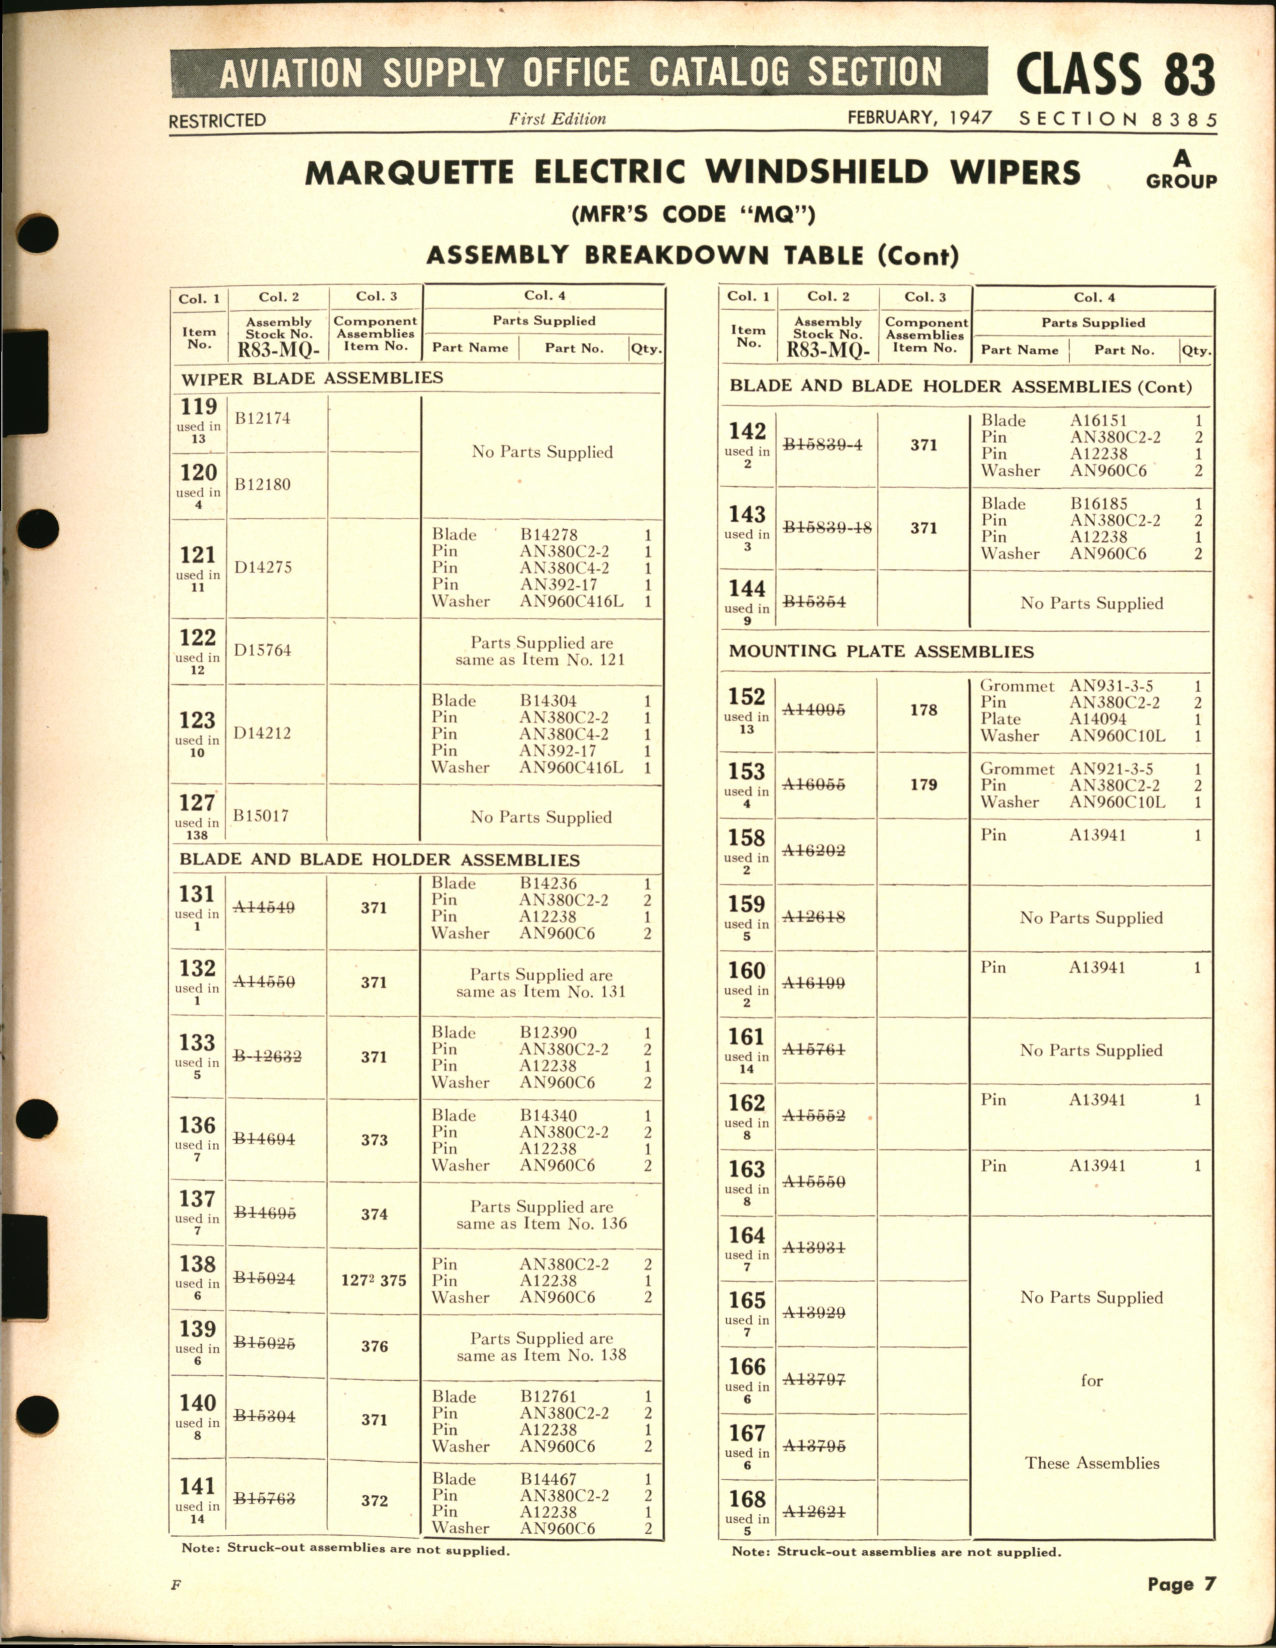 AVIATION SUPPLY OFFICE CATALOG SECTION CLASS 83
RESTRICTED First Edition FEBRUARY, 1947 SECTION 8385
MARQUETTE ELECTRIC WINDSHIELD WIPERS
A
GROUP
(MFR'S CODE "MQ")
ASSEMBLY BREAKDOWN TABLE (Cont)
Col. 1 Col. 2 Col. 3 Col. 4
Item No. Assembly Stock No. R83-MQ- Component Assemblies Item No. Parts Supplied
Part Name Part No. Qty.
WIPER BLADE ASSEMBLIES
119 used in 13 B12174
No Parts Supplied
120 used in 4 B12180
121 used in 11 D14275
Blade B14278 1
Pin AN380C2-2 1
Pin AN380C4-2 1
Pin AN392-17 1
Washer AN960C416L 1
122 used in 12 D15764
Parts Supplied are
same as Item No. 121
123 used in 10 D14212
Blade B14304 1
Pin AN380C2-2 1
Pin AN380C4-2 1
Pin AN392-17 1
Washer AN960C416L 1
127 used in 138 B15017 No Parts Supplied
BLADE AND BLADE HOLDER ASSEMBLIES
131 used in 1 A14549 371
Blade B14236 1
Pin AN380C2-2 2
Pin A12238 1
Washer AN960C6 2
132 used in 1 A14550 371
Parts Supplied are
same as Item No. 131
133 used in 5 B-12632 371
Blade B12390 1
Pin AN380C2-2 2
Pin A12238 1
Washer AN960C6 2
136 used in 7 B14694 373
Blade B14340 1
Pin AN380C2-2 2
Pin A12238 1
Washer AN960C6 2
137 used in 7 B14695 374
Parts Supplied are
same as Item No. 136
138 used in 6 B15024 127² 375
Pin AN380C2-2 2
Pin A12238 1
Washer AN960C6 2
139 used in 6 B15025 376
Parts Supplied are
same as Item No. 138
140 used in 8 B15304 371
Blade B12761 1
Pin AN380C2-2 2
Pin A12238 1
Washer AN960C6 2
141 used in 14 B15763 372
Blade B14467 1
Pin AN380C2-2 2
Pin A12238 1
Washer AN960C6 2
Note: Struck-out assemblies are not supplied.
Col. 1 Col. 2 Col. 3 Col. 4
Item No. Assembly Stock No. R83-MQ- Component Assemblies Item No. Parts Supplied
Part Name Part No. Qty.
BLADE AND BLADE HOLDER ASSEMBLIES (Cont)
142 used in 2 B15839-4 371
Blade A16151 1
Pin AN380C2-2 2
Pin A12238 1
Washer AN960C6 2
143 used in 3 B15839-18 371
Blade B16185 1
Pin AN380C2-2 2
Pin A12238 1
Washer AN960C6 2
144 used in 9 B15354 No Parts Supplied
MOUNTING PLATE ASSEMBLIES
152 used in 13 A14095 178
Grommet AN931-3-5 1
Pin AN380C2-2 2
Plate A14094 1
Washer AN960C10L 1
153 used in 4 A16055 179
Grommet AN921-3-5 1
Pin AN380C2-2 2
Washer AN960C10L 1
158 used in 2 A16202 Pin A13941 1
159 used in 5 A12618 No Parts Supplied
160 used in 2 A16199 Pin A13941 1
161 used in 14 A15761 No Parts Supplied
162 used in 8 A15552 Pin A13941 1
163 used in 8 A15550 Pin A13941 1
164 used in 7 A13931
165 used in 7 A13929 No Parts Supplied
166 used in 6 A13797 for
167 used in 6 A13795 These Assemblies
168 used in 5 A12621
Note: Struck-out assemblies are not supplied.
F Page 7